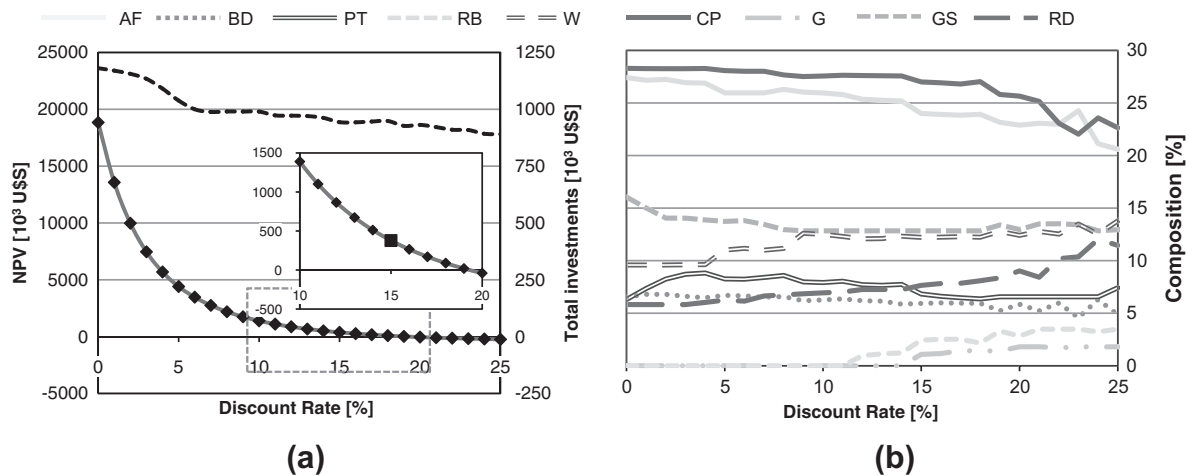 AF BD PT RB W CP G GS RD
25000 1250 30
20000 1000 25
15000 750 20
10000 500 15
5000 250 10
0 0 5
-5000 -250 0
NPV [10³ U$S]
Total investments [10³ U$S]
Composition [%]
1500
1000
500
0
-500
10 15 20
0 5 10 15 20 25
Discount Rate [%]
0 5 10 15 20 25
Discount Rate [%]
(a) (b)